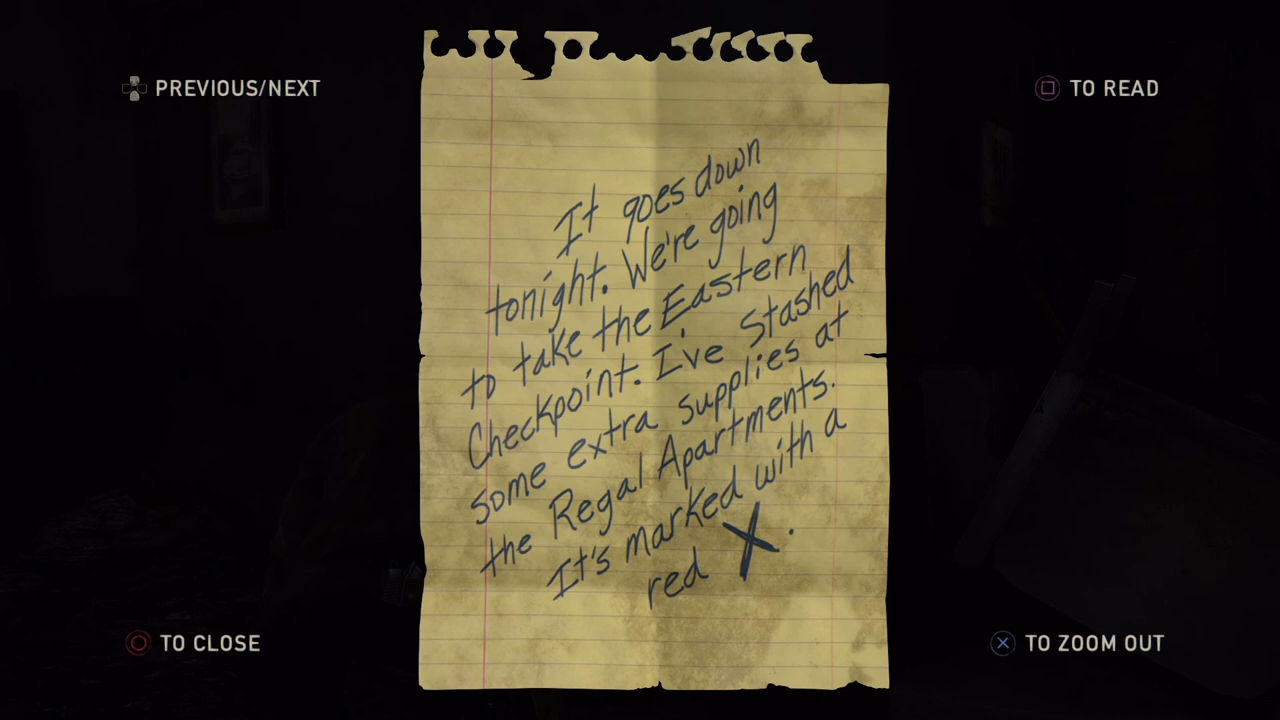 PREVIOUS/NEXT
TO READ
It goes down
tonight. We're going
to take the Eastern
Checkpoint. I've Stashed
some extra supplies at
the Regal Apartments.
It's marked with a
red X.
TO CLOSE
TO ZOOM OUT